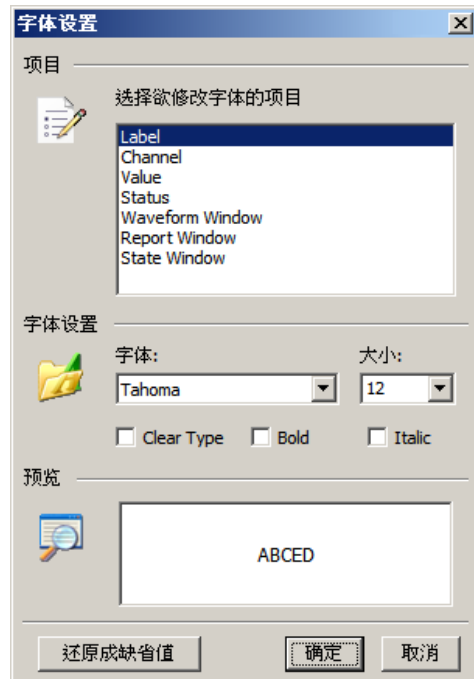 字体设置
项目
选择欲修改字体的项目
Label
Channel
Value
Status
Waveform Window
Report Window
State Window
字体设置
字体: 大小:
Tahoma 12
Clear Type Bold Italic
预览
ABCED
还原成缺省值 确定 取消